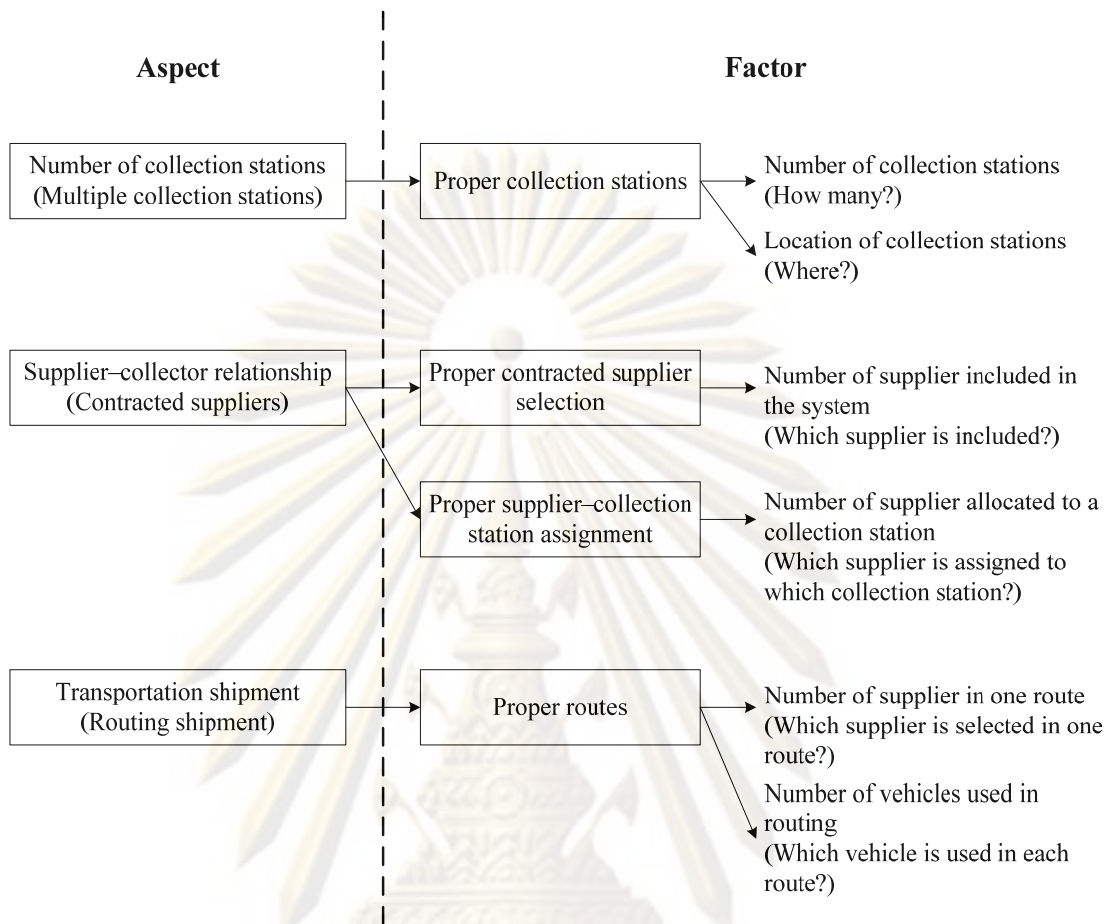 Aspect
Factor
Number of collection stations
(Multiple collection stations)
Proper collection stations
Number of collection stations
(How many?)
Location of collection stations
(Where?)
Supplier–collector relationship
(Contracted suppliers)
Proper contracted supplier
selection
Number of supplier included in
the system
(Which supplier is included?)
Proper supplier–collection
station assignment
Number of supplier allocated to a
collection station
(Which supplier is assigned to
which collection station?)
Transportation shipment
(Routing shipment)
Proper routes
Number of supplier in one route
(Which supplier is selected in one
route?)
Number of vehicles used in
routing
(Which vehicle is used in each
route?)